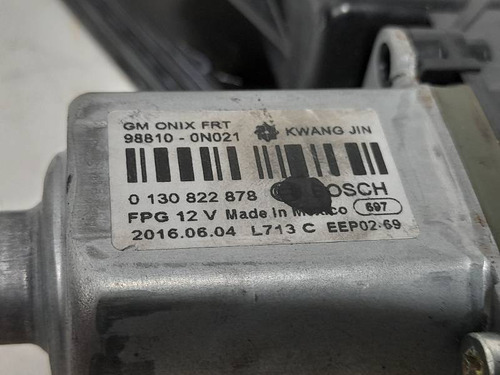 GM ONIX FRT
98810 - 0N021 KWANG JIN
0 130 822 878 BOSCH
FPG 12 V Made in Mexico 697
2016.06.04 L713 C EEP02-69